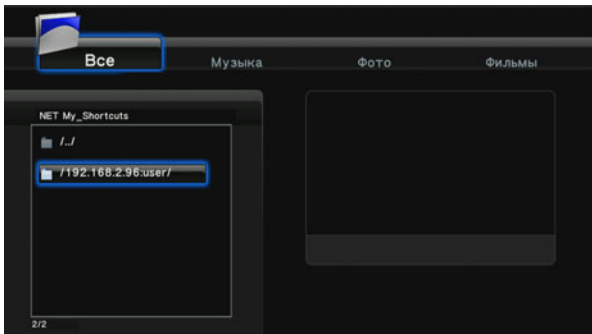 Все Музыка Фото Фильмы
NET My_Shortcuts
/../
/192.168.2.96:user/
2/2